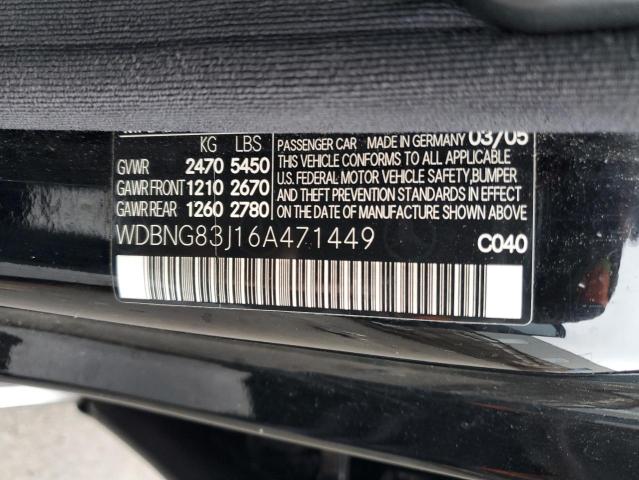 KG LBS
GVWR 2470 5450
GAWR FRONT 1210 2670
GAWR REAR 1260 2780
PASSENGER CAR MADE IN GERMANY 03/05
THIS VEHICLE CONFORMS TO ALL APPLICABLE
U.S. FEDERAL MOTOR VEHICLE SAFETY, BUMPER
AND THEFT PREVENTION STANDARDS IN EFFECT
ON THE DATE OF MANUFACTURE SHOWN ABOVE
WDBNG83J16A471449
C040